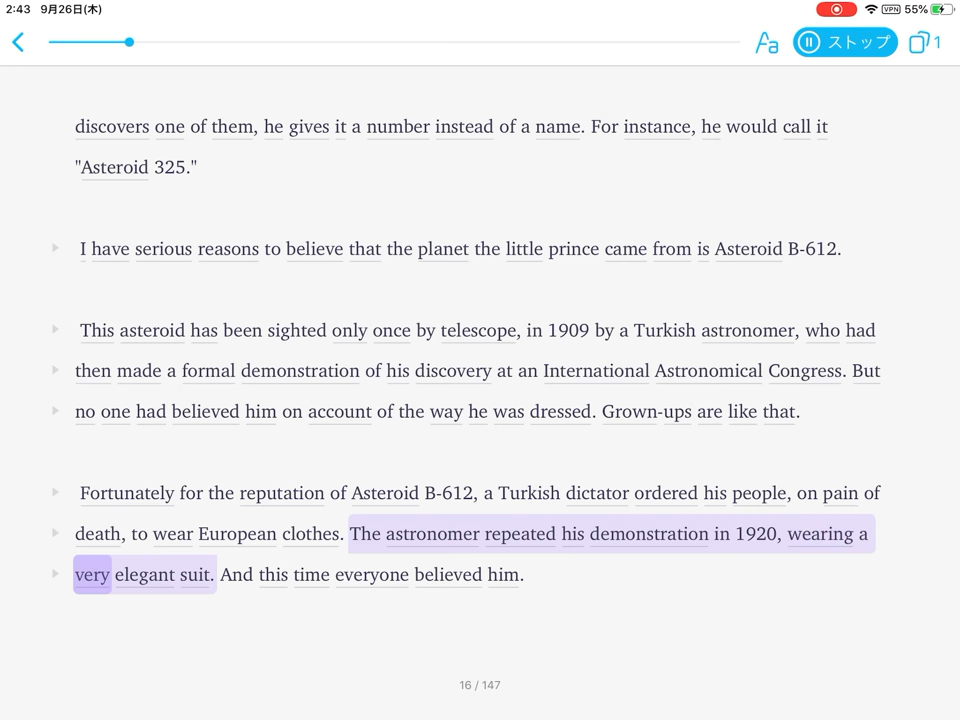 2:43 9月26日(木) VPN 55%
ストップ 1
discovers one of them, he gives it a number instead of a name. For instance, he would call it
"Asteroid 325."
I have serious reasons to believe that the planet the little prince came from is Asteroid B-612.
This asteroid has been sighted only once by telescope, in 1909 by a Turkish astronomer, who had
then made a formal demonstration of his discovery at an International Astronomical Congress. But
no one had believed him on account of the way he was dressed. Grown-ups are like that.
Fortunately for the reputation of Asteroid B-612, a Turkish dictator ordered his people, on pain of
death, to wear European clothes. The astronomer repeated his demonstration in 1920, wearing a
very elegant suit. And this time everyone believed him.
16 / 147